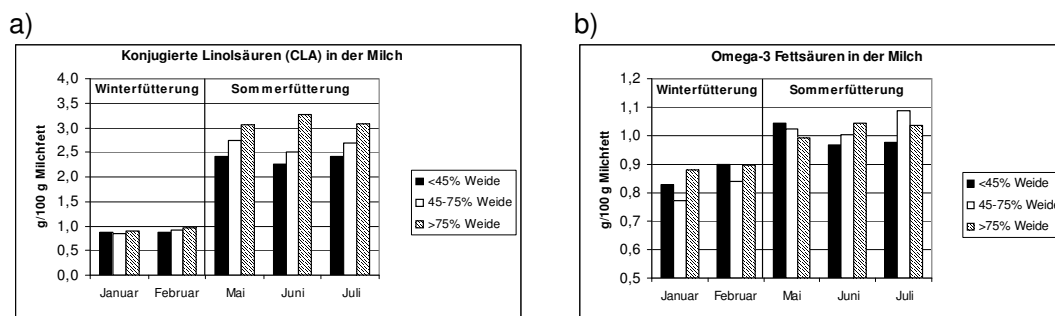 a)
Konjugierte Linolsäuren (CLA) in der Milch
g/100 g Milchfett
4,0
3,5
3,0
2,5
2,0
1,5
1,0
0,5
0,0
Winterfütterung Sommerfütterung
Januar Februar Mai Juni Juli
<45% Weide
45-75% Weide
>75% Weide
b)
Omega-3 Fettsäuren in der Milch
g/100 g Milchfett
1,2
1,1
1,0
0,9
0,8
0,7
0,6
0,5
Winterfütterung Sommerfütterung
Januar Februar Mai Juni Juli
<45% Weide
45-75% Weide
>75% Weide